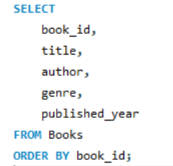 SELECT
book_id,
title,
author,
genre,
published_year
FROM Books
ORDER BY book_id;